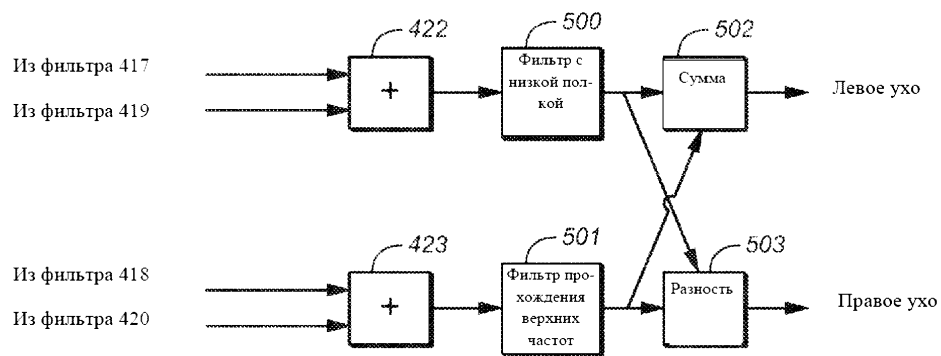 422
500
502
Из фильтра 417
Из фильтра 419
+
Фильтр с
низкой пол-
кой
Сумма
Левое ухо
423
501
503
Из фильтра 418
Из фильтра 420
+
Фильтр про-
хождения
верхних
частот
Разность
Правое ухо